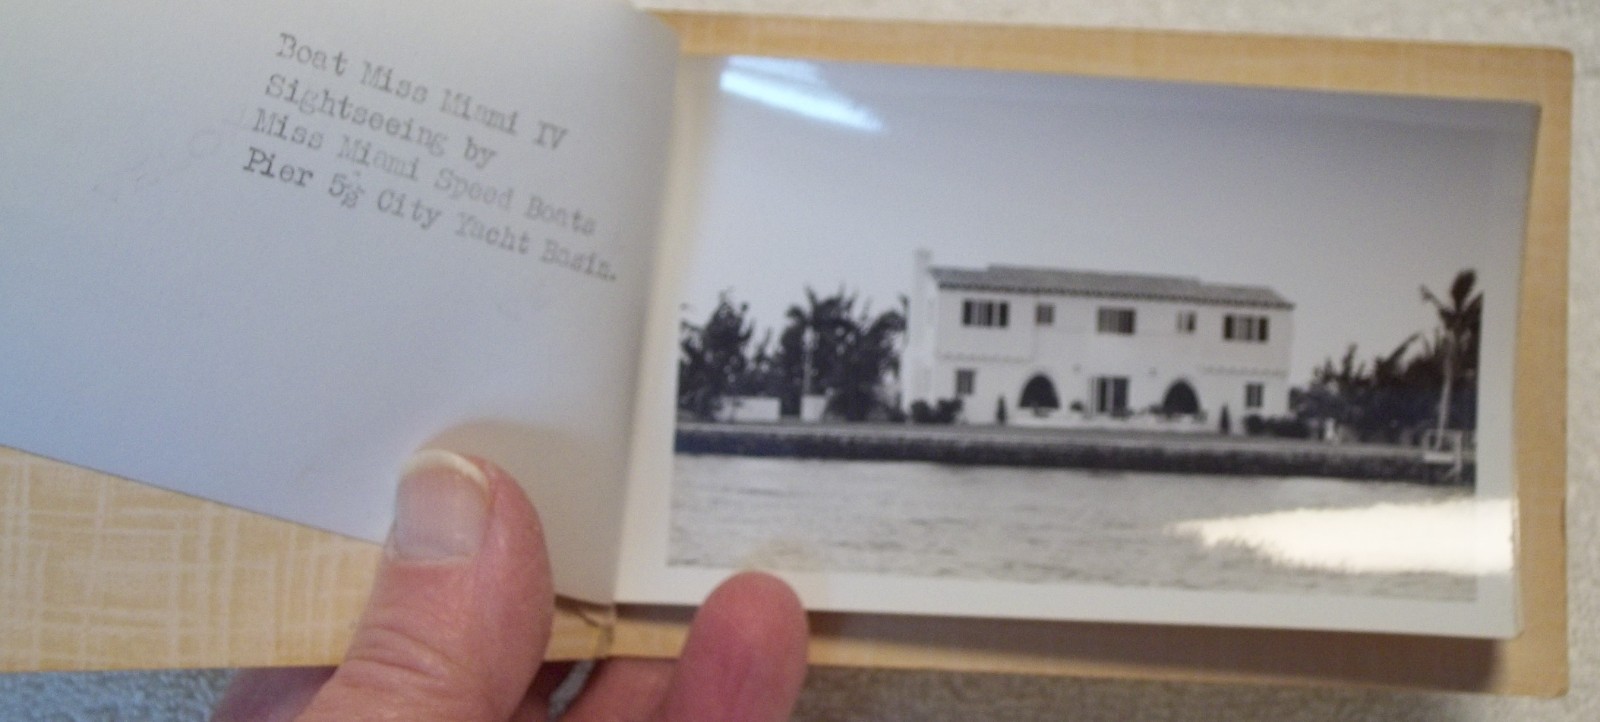 Boat Miss Miami IV
Sightseeing by
Miss Miami Speed Boats
Pier 5½ City Yacht Basin.